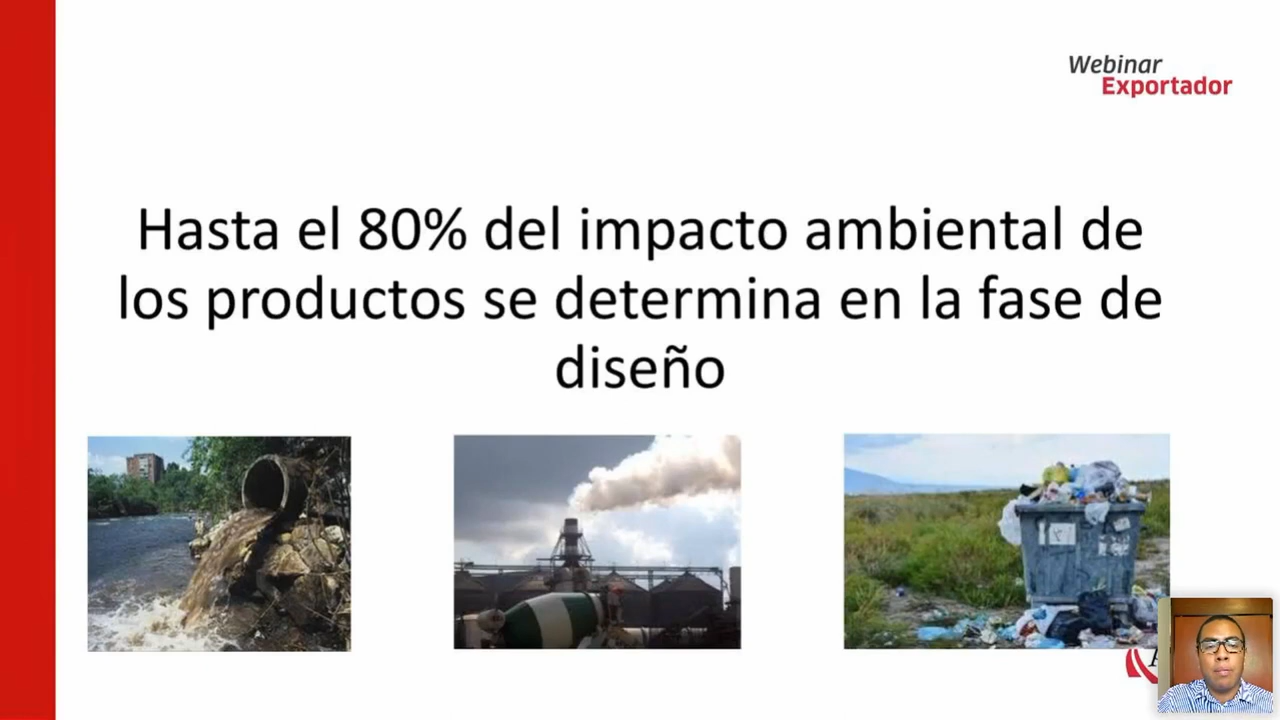 Webinar
Exportador
Hasta el 80% del impacto ambiental de
los productos se determina en la fase de
diseño